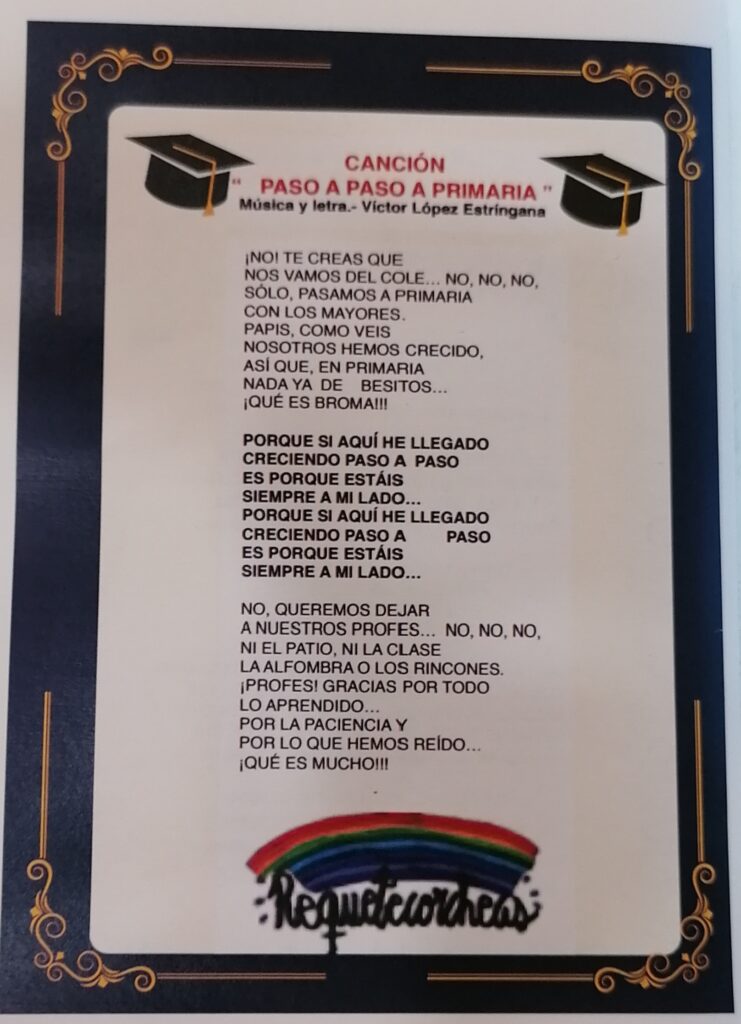 CANCIÓN
“ PASO A PASO A PRIMARIA ”
Música y letra.- Víctor López Estríngana
¡NO! TE CREAS QUE
NOS VAMOS DEL COLE... NO, NO, NO,
SÓLO, PASAMOS A PRIMARIA
CON LOS MAYORES.
PAPIS, COMO VEIS
NOSOTROS HEMOS CRECIDO,
ASÍ QUE, EN PRIMARIA
NADA YA DE BESITOS...
¡QUÉ ES BROMA!!!
PORQUE SI AQUÍ HE LLEGADO
CRECIENDO PASO A PASO
ES PORQUE ESTÁIS
SIEMPRE A MI LADO...
PORQUE SI AQUÍ HE LLEGADO
CRECIENDO PASO A PASO
ES PORQUE ESTÁIS
SIEMPRE A MI LADO...
NO, QUEREMOS DEJAR
A NUESTROS PROFES... NO, NO, NO,
NI EL PATIO, NI LA CLASE
LA ALFOMBRA O LOS RINCONES.
¡PROFES! GRACIAS POR TODO
LO APRENDIDO...
POR LA PACIENCIA Y
POR LO QUE HEMOS REÍDO...
¡QUÉ ES MUCHO!!!
Requetecorcheas